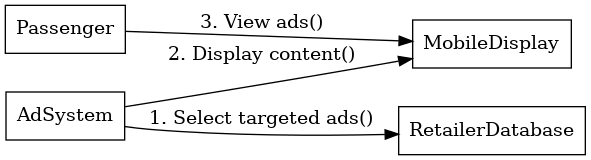 Passenger
3. View ads()
MobileDisplay
2. Display content()
AdSystem
1. Select targeted ads()
RetailerDatabase